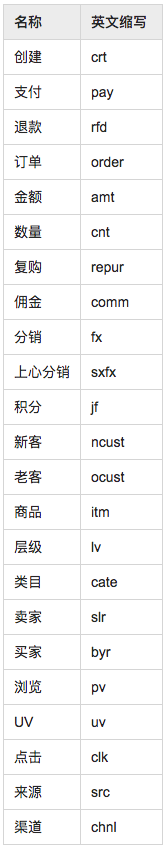 名称 英文缩写
创建 crt
支付 pay
退款 rfd
订单 order
金额 amt
数量 cnt
复购 repur
佣金 comm
分销 fx
上心分销 sxfx
积分 jf
新客 ncust
老客 ocust
商品 itm
层级 lv
类目 cate
卖家 slr
买家 byr
浏览 pv
UV uv
点击 clk
来源 src
渠道 chnl